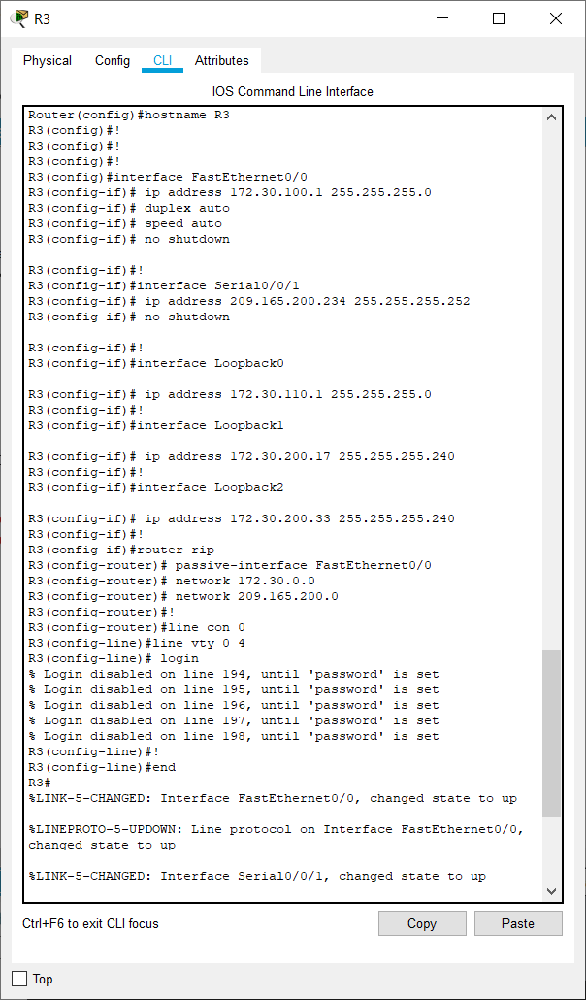 R3
Physical Config CLI Attributes
IOS Command Line Interface
Router(config)#hostname R3
R3(config)#!
R3(config)#!
R3(config)#!
R3(config)#interface FastEthernet0/0
R3(config-if)# ip address 172.30.100.1 255.255.255.0
R3(config-if)# duplex auto
R3(config-if)# speed auto
R3(config-if)# no shutdown
R3(config-if)#!
R3(config-if)#interface Serial0/0/1
R3(config-if)# ip address 209.165.200.234 255.255.255.252
R3(config-if)# no shutdown
R3(config-if)#!
R3(config-if)#interface Loopback0
R3(config-if)# ip address 172.30.110.1 255.255.255.0
R3(config-if)#!
R3(config-if)#interface Loopback1
R3(config-if)# ip address 172.30.200.17 255.255.255.240
R3(config-if)#!
R3(config-if)#interface Loopback2
R3(config-if)# ip address 172.30.200.33 255.255.255.240
R3(config-if)#!
R3(config-if)#router rip
R3(config-router)# passive-interface FastEthernet0/0
R3(config-router)# network 172.30.0.0
R3(config-router)# network 209.165.200.0
R3(config-router)#!
R3(config-router)#line con 0
R3(config-line)#line vty 0 4
R3(config-line)# login
% Login disabled on line 194, until 'password' is set
% Login disabled on line 195, until 'password' is set
% Login disabled on line 196, until 'password' is set
% Login disabled on line 197, until 'password' is set
% Login disabled on line 198, until 'password' is set
R3(config-line)#!
R3(config-line)#end
R3#
%LINK-5-CHANGED: Interface FastEthernet0/0, changed state to up
%LINEPROTO-5-UPDOWN: Line protocol on Interface FastEthernet0/0,
changed state to up
%LINK-5-CHANGED: Interface Serial0/0/1, changed state to up
Ctrl+F6 to exit CLI focus Copy Paste
Top